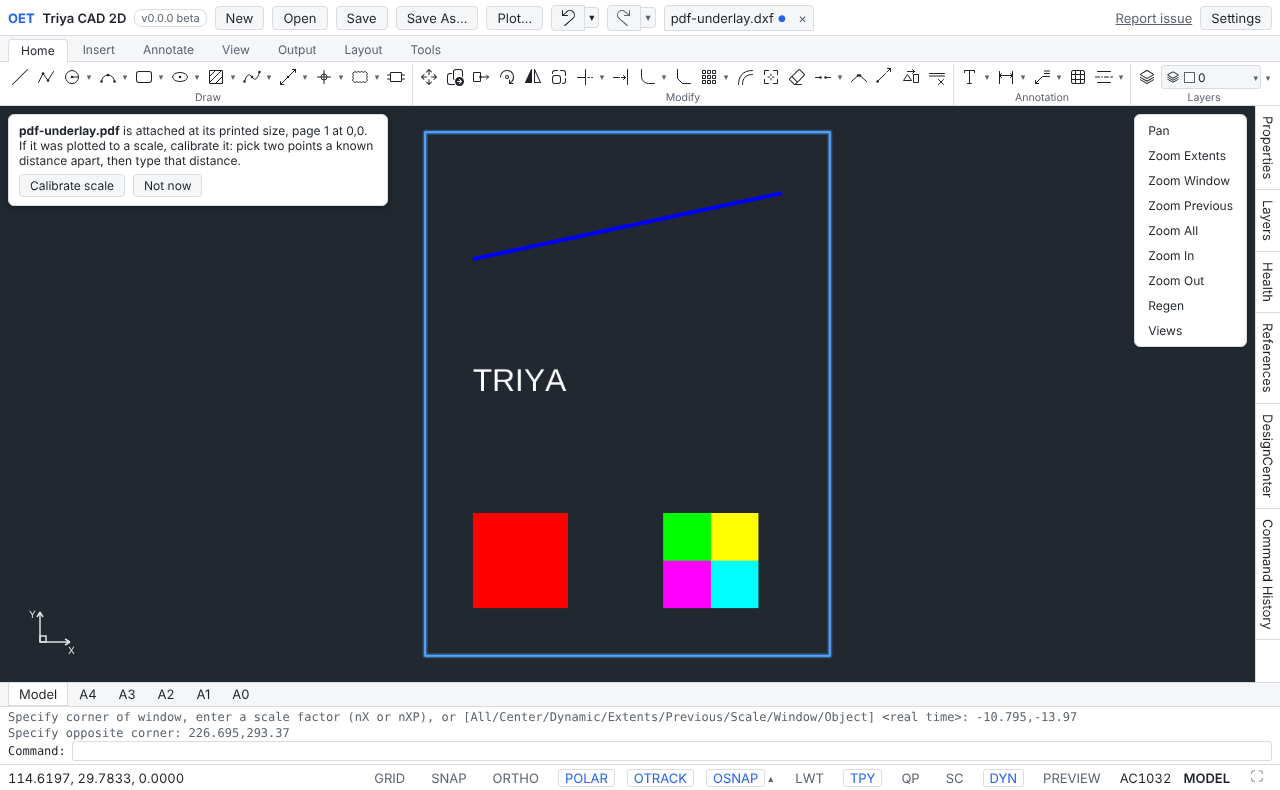 OET Triya CAD 2D v0.0.0 beta New Open Save Save As... Plot... pdf-underlay.dxf × Report issue Settings
Home Insert Annotate View Output Layout Tools
0
Draw Modify Annotation Layers
pdf-underlay.pdf is attached at its printed size, page 1 at 0,0.
If it was plotted to a scale, calibrate it: pick two points a known
distance apart, then type that distance.
Calibrate scale Not now
TRIYA
Y
X
Pan
Zoom Extents
Zoom Window
Zoom Previous
Zoom All
Zoom In
Zoom Out
Regen
Views
Properties
Layers
Health
References
DesignCenter
Command History
Model A4 A3 A2 A1 A0
Specify corner of window, enter a scale factor (nX or nXP), or [All/Center/Dynamic/Extents/Previous/Scale/Window/Object] <real time>: -10.795,-13.97
Specify opposite corner: 226.695,293.37
Command:
114.6197, 29.7833, 0.0000 GRID SNAP ORTHO POLAR OTRACK OSNAP LWT TPY QP SC DYN PREVIEW AC1032 MODEL